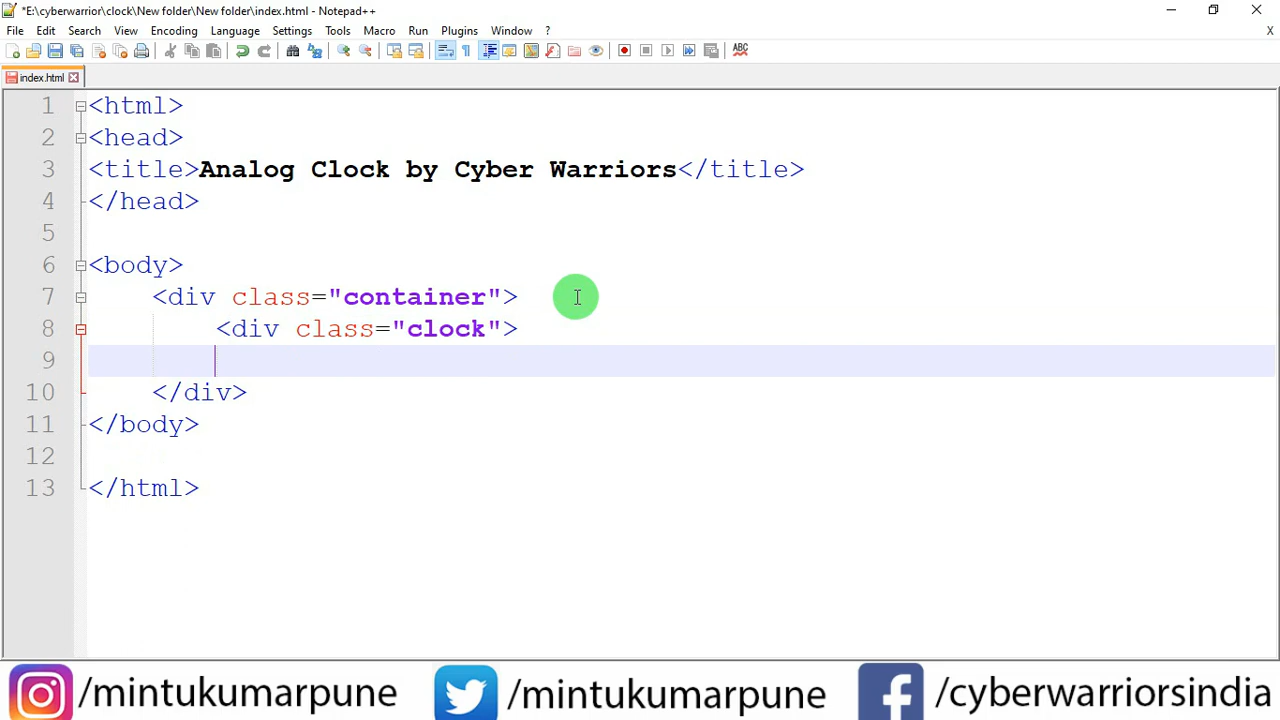 *E:\cyberwarrior\clock\New folder\New folder\index.html - Notepad++
File Edit Search View Encoding Language Settings Tools Macro Run Plugins Window ? X
ABC
index.html
1 <html>
2 <head>
3 <title>Analog Clock by Cyber Warriors</title>
4 </head>
5
6 <body>
7 <div class="container">
8 <div class="clock">
9
10 </div>
11 </body>
12
13 </html>
/mintukumarpune /mintukumarpune /cyberwarriorsindia